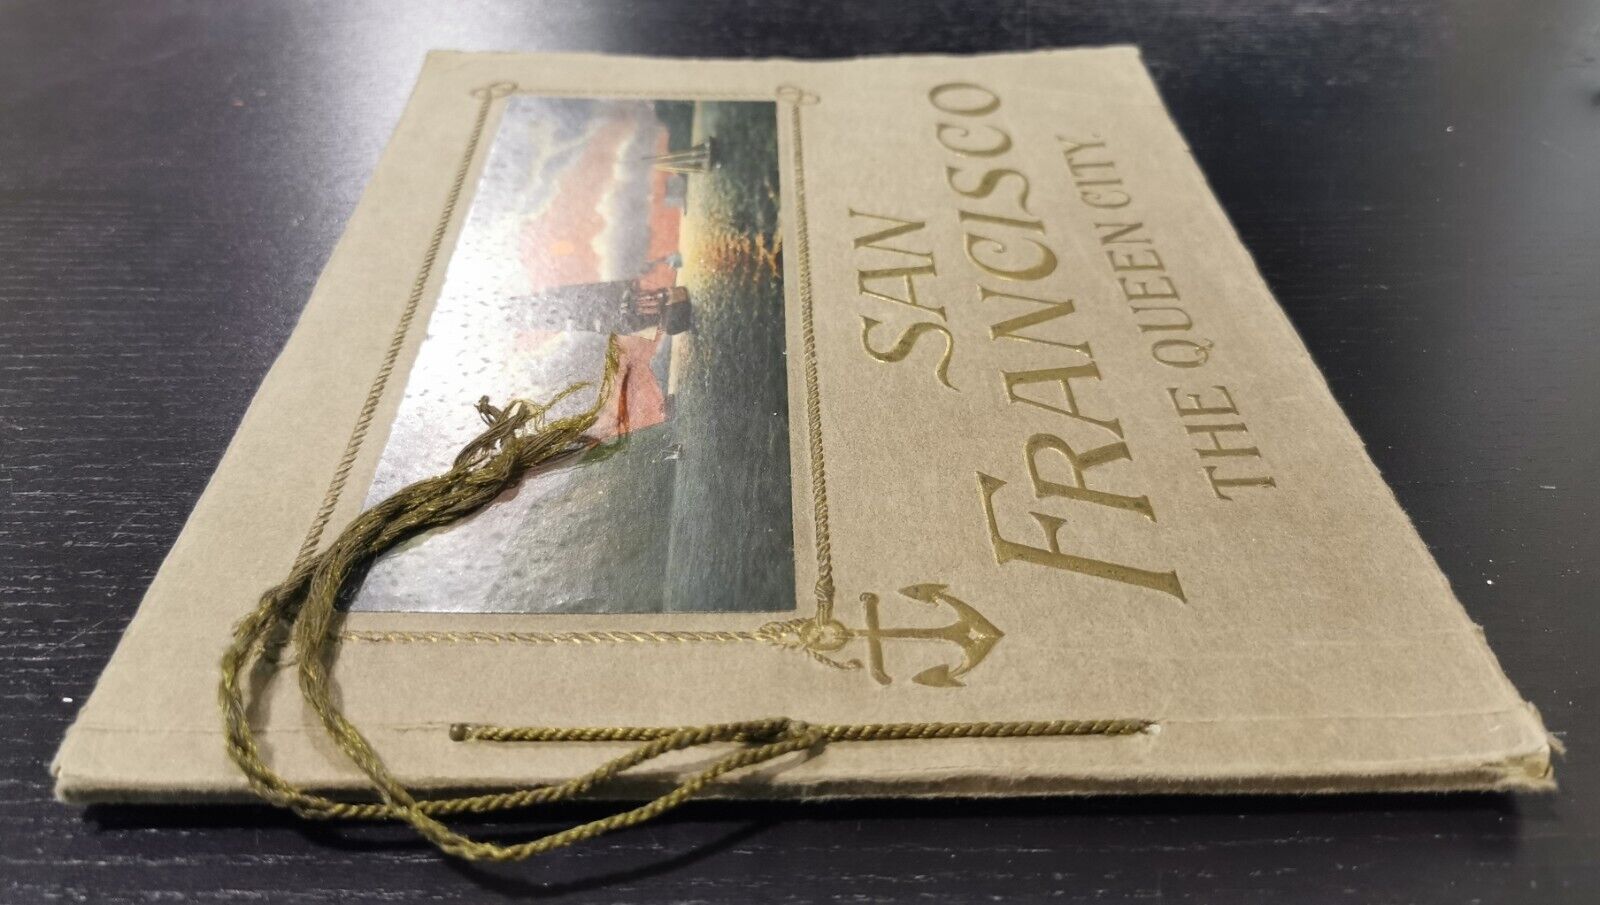 SAN
FRANCISCO
THE QUEEN CITY.